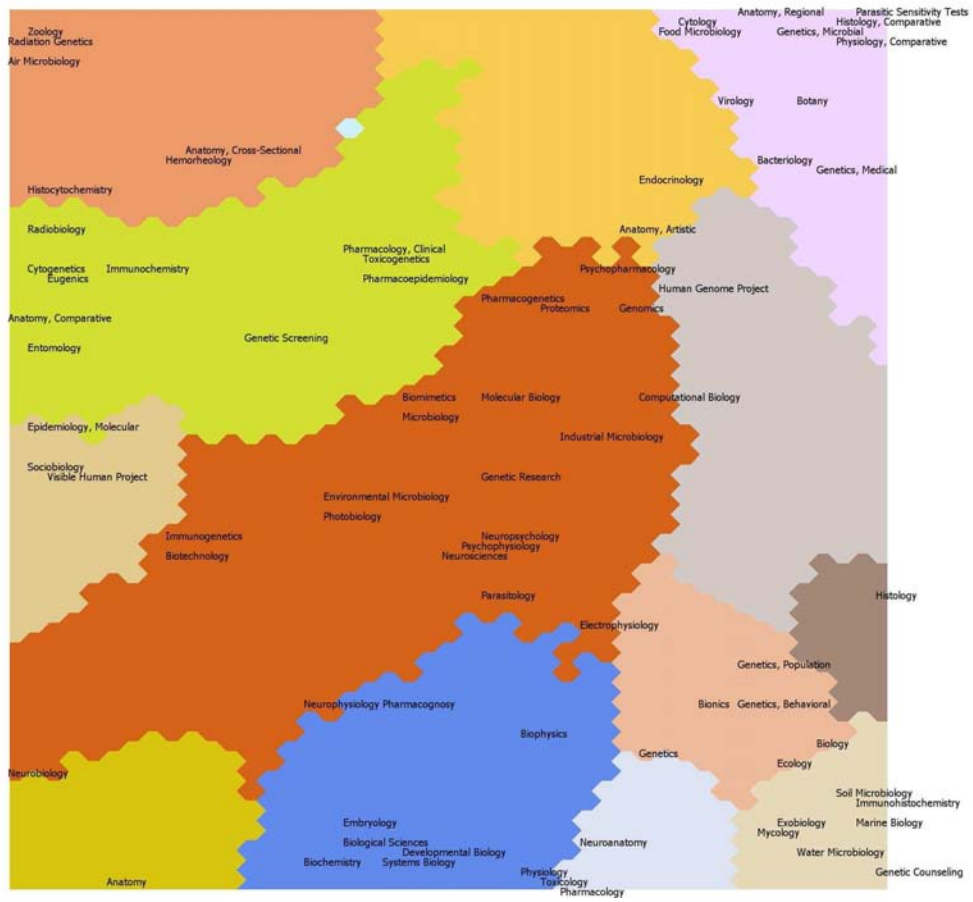 Anatomy, Regional
Parasitic Sensitivity Tests
Cytology
Histology, Comparative
Zoology
Food Microbiology
Genetics, Microbial
Radiation Genetics
Physiology, Comparative
Air Microbiology
Virology
Botany
Anatomy, Cross-Sectional
Hemorheology
Bacteriology
Genetics, Medical
Endocrinology
Histocytochemistry
Radiobiology
Anatomy, Artistic
Pharmacology, Clinical
Toxicogenetics
Cytogenetics
Immunochemistry
Psychopharmacology
Eugenics
Pharmacoepidemiology
Human Genome Project
Pharmacogenetics
Proteomics
Genomics
Anatomy, Comparative
Genetic Screening
Entomology
Biomimetics
Molecular Biology
Computational Biology
Microbiology
Epidemiology, Molecular
Industrial Microbiology
Sociobiology
Visible Human Project
Genetic Research
Environmental Microbiology
Photobiology
Immunogenetics
Neuropsychology
Psychophysiology
Biotechnology
Neurosciences
Parasitology
Histology
Electrophysiology
Genetics, Population
Neurophysiology
Pharmacognosy
Bionics
Genetics, Behavioral
Biophysics
Biology
Genetics
Ecology
Neurobiology
Soil Microbiology
Immunohistochemistry
Embryology
Exobiology
Marine Biology
Mycology
Biological Sciences
Neuroanatomy
Developmental Biology
Water Microbiology
Biochemistry
Systems Biology
Physiology
Genetic Counseling
Anatomy
Toxicology
Pharmacology